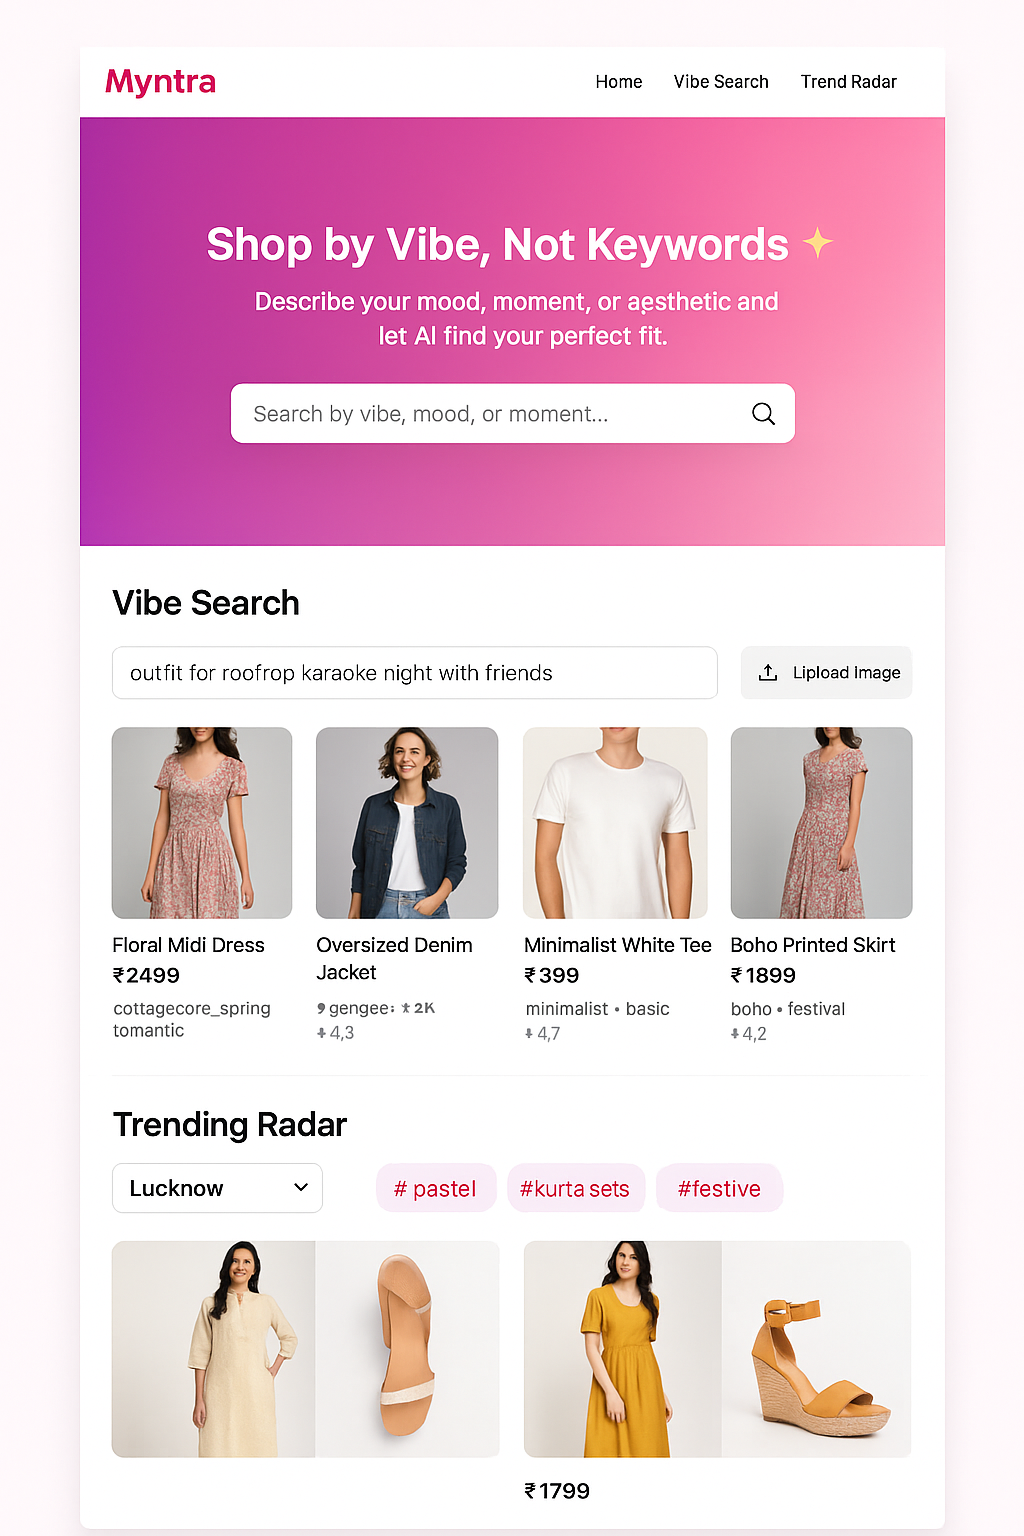 Myntra
Home Vibe Search Trend Radar
Shop by Vibe, Not Keywords
Describe your mood, moment, or aesthetic and
let AI find your perfect fit.
Search by vibe, mood, or moment...
Vibe Search
outfit for roofrop karaoke night with friends
Lipload image
Floral Midi Dress
₹2499
cottagecore_spring
tomantic
Oversized Denim
Jacket
gengee: 2K
4,3
Minimalist White Tee
₹399
minimalist • basic
4,7
Boho Printed Skirt
₹1899
boho • festival
4,2
Trending Radar
Lucknow
# pastel
#kurta sets
#festive
₹1799